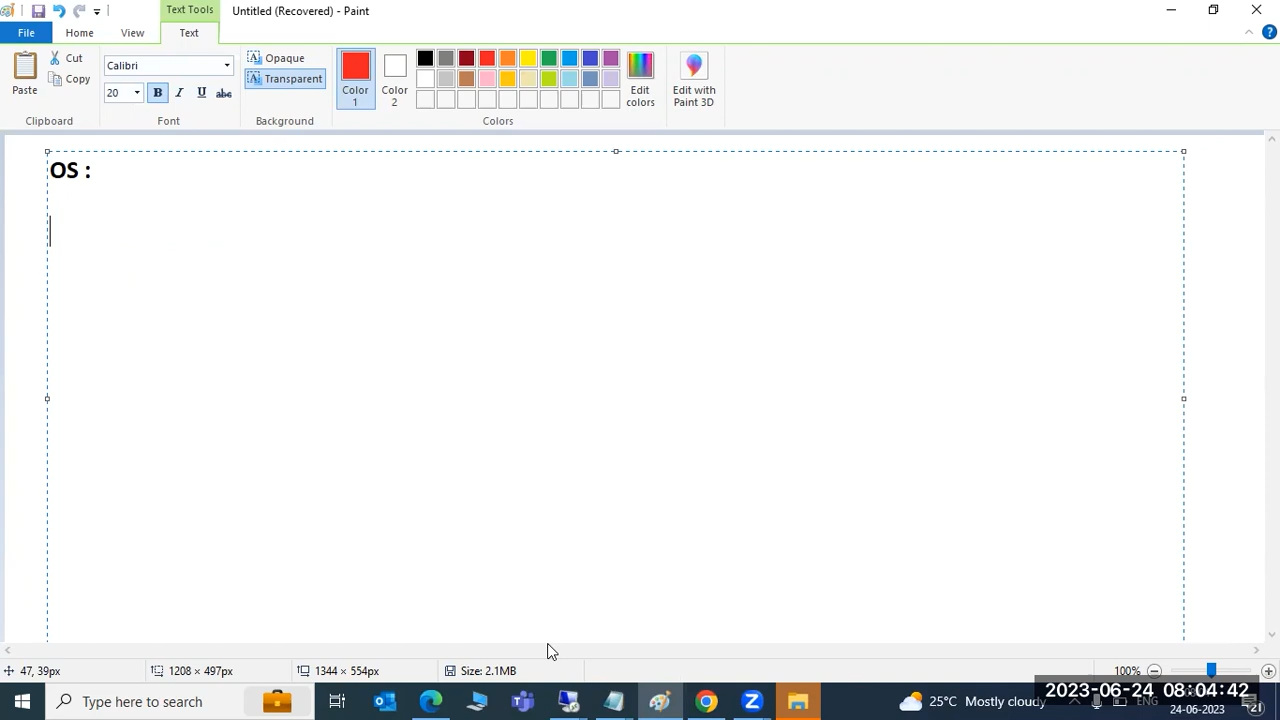 Text Tools
Untitled (Recovered) - Paint
File
Home
View
Text
Paste
Cut
Copy
Clipboard
Calibri
20
B
I
U
abc
Font
A
Opaque
A
Transparent
Background
Color
1
Color
2
Edit
colors
Colors
Edit with
Paint 3D
OS :
47, 39px
1208 × 497px
1344 × 554px
Size: 2.1MB
100%
Type here to search
25°C Mostly cloudy
ENG
2023-06-24 08:04:42
24-06-2023
21